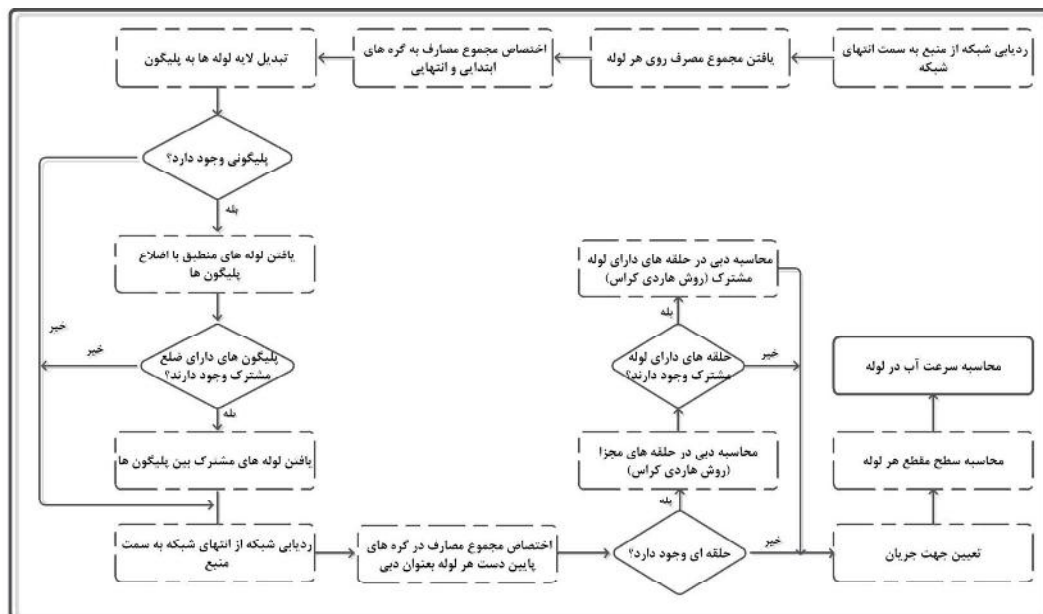 ردیابی شبکه از منبع به سمت انتهای
شبکه
یافتن مجموع مصرف روی هر لوله
اختصاص مجموع مصارف به گره های
ابتدایی و انتهایی
تبدیل لایه لوله ها به پلیگون
پلیگونی وجود دارد؟
بله
خیر
یافتن لوله های منطبق با اضلاع
پلیگون ها
پلیگون های دارای ضلع
مشترک وجود دارند؟
خیر
بله
یافتن لوله های مشترک بین پلیگون ها
ردیابی شبکه از انتهای شبکه به سمت
منبع
اختصاص مجموع مصارف در گره های
پایین دست هر لوله بعنوان دبی
حلقه ای وجود دارد؟
بله
خیر
محاسبه دبی در حلقه های مجزا
(روش هاردی کراس)
حلقه های دارای لوله
مشترک وجود دارند؟
بله
خیر
محاسبه دبی در حلقه های دارای لوله
مشترک (روش هاردی کراس)
تعیین جهت جریان
محاسبه سطح مقطع هر لوله
محاسبه سرعت آب در لوله